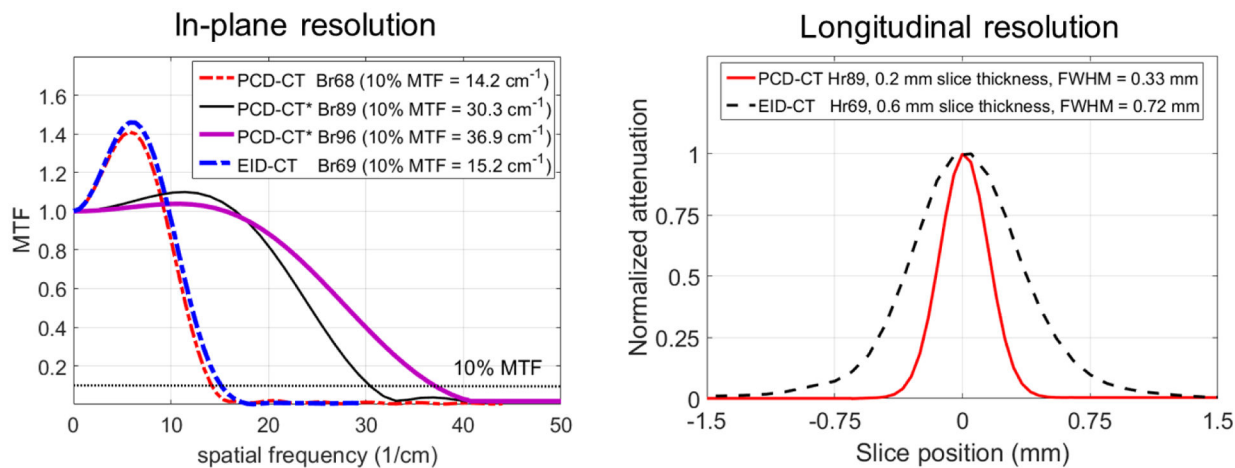 In-plane resolution
PCD-CT Br68 (10% MTF = 14.2 cm⁻¹)
PCD-CT* Br89 (10% MTF = 30.3 cm⁻¹)
PCD-CT* Br96 (10% MTF = 36.9 cm⁻¹)
EID-CT Br69 (10% MTF = 15.2 cm⁻¹)
MTF
1.6
1.4
1.2
1.0
0.8
0.6
0.4
0.2
10% MTF
0 10 20 30 40 50
spatial frequency (1/cm)
Longitudinal resolution
PCD-CT Hr89, 0.2 mm slice thickness, FWHM = 0.33 mm
EID-CT Hr69, 0.6 mm slice thickness, FWHM = 0.72 mm
Normalized attenuation
1
0.75
0.5
0.25
0
-1.5 -0.75 0 0.75 1.5
Slice position (mm)